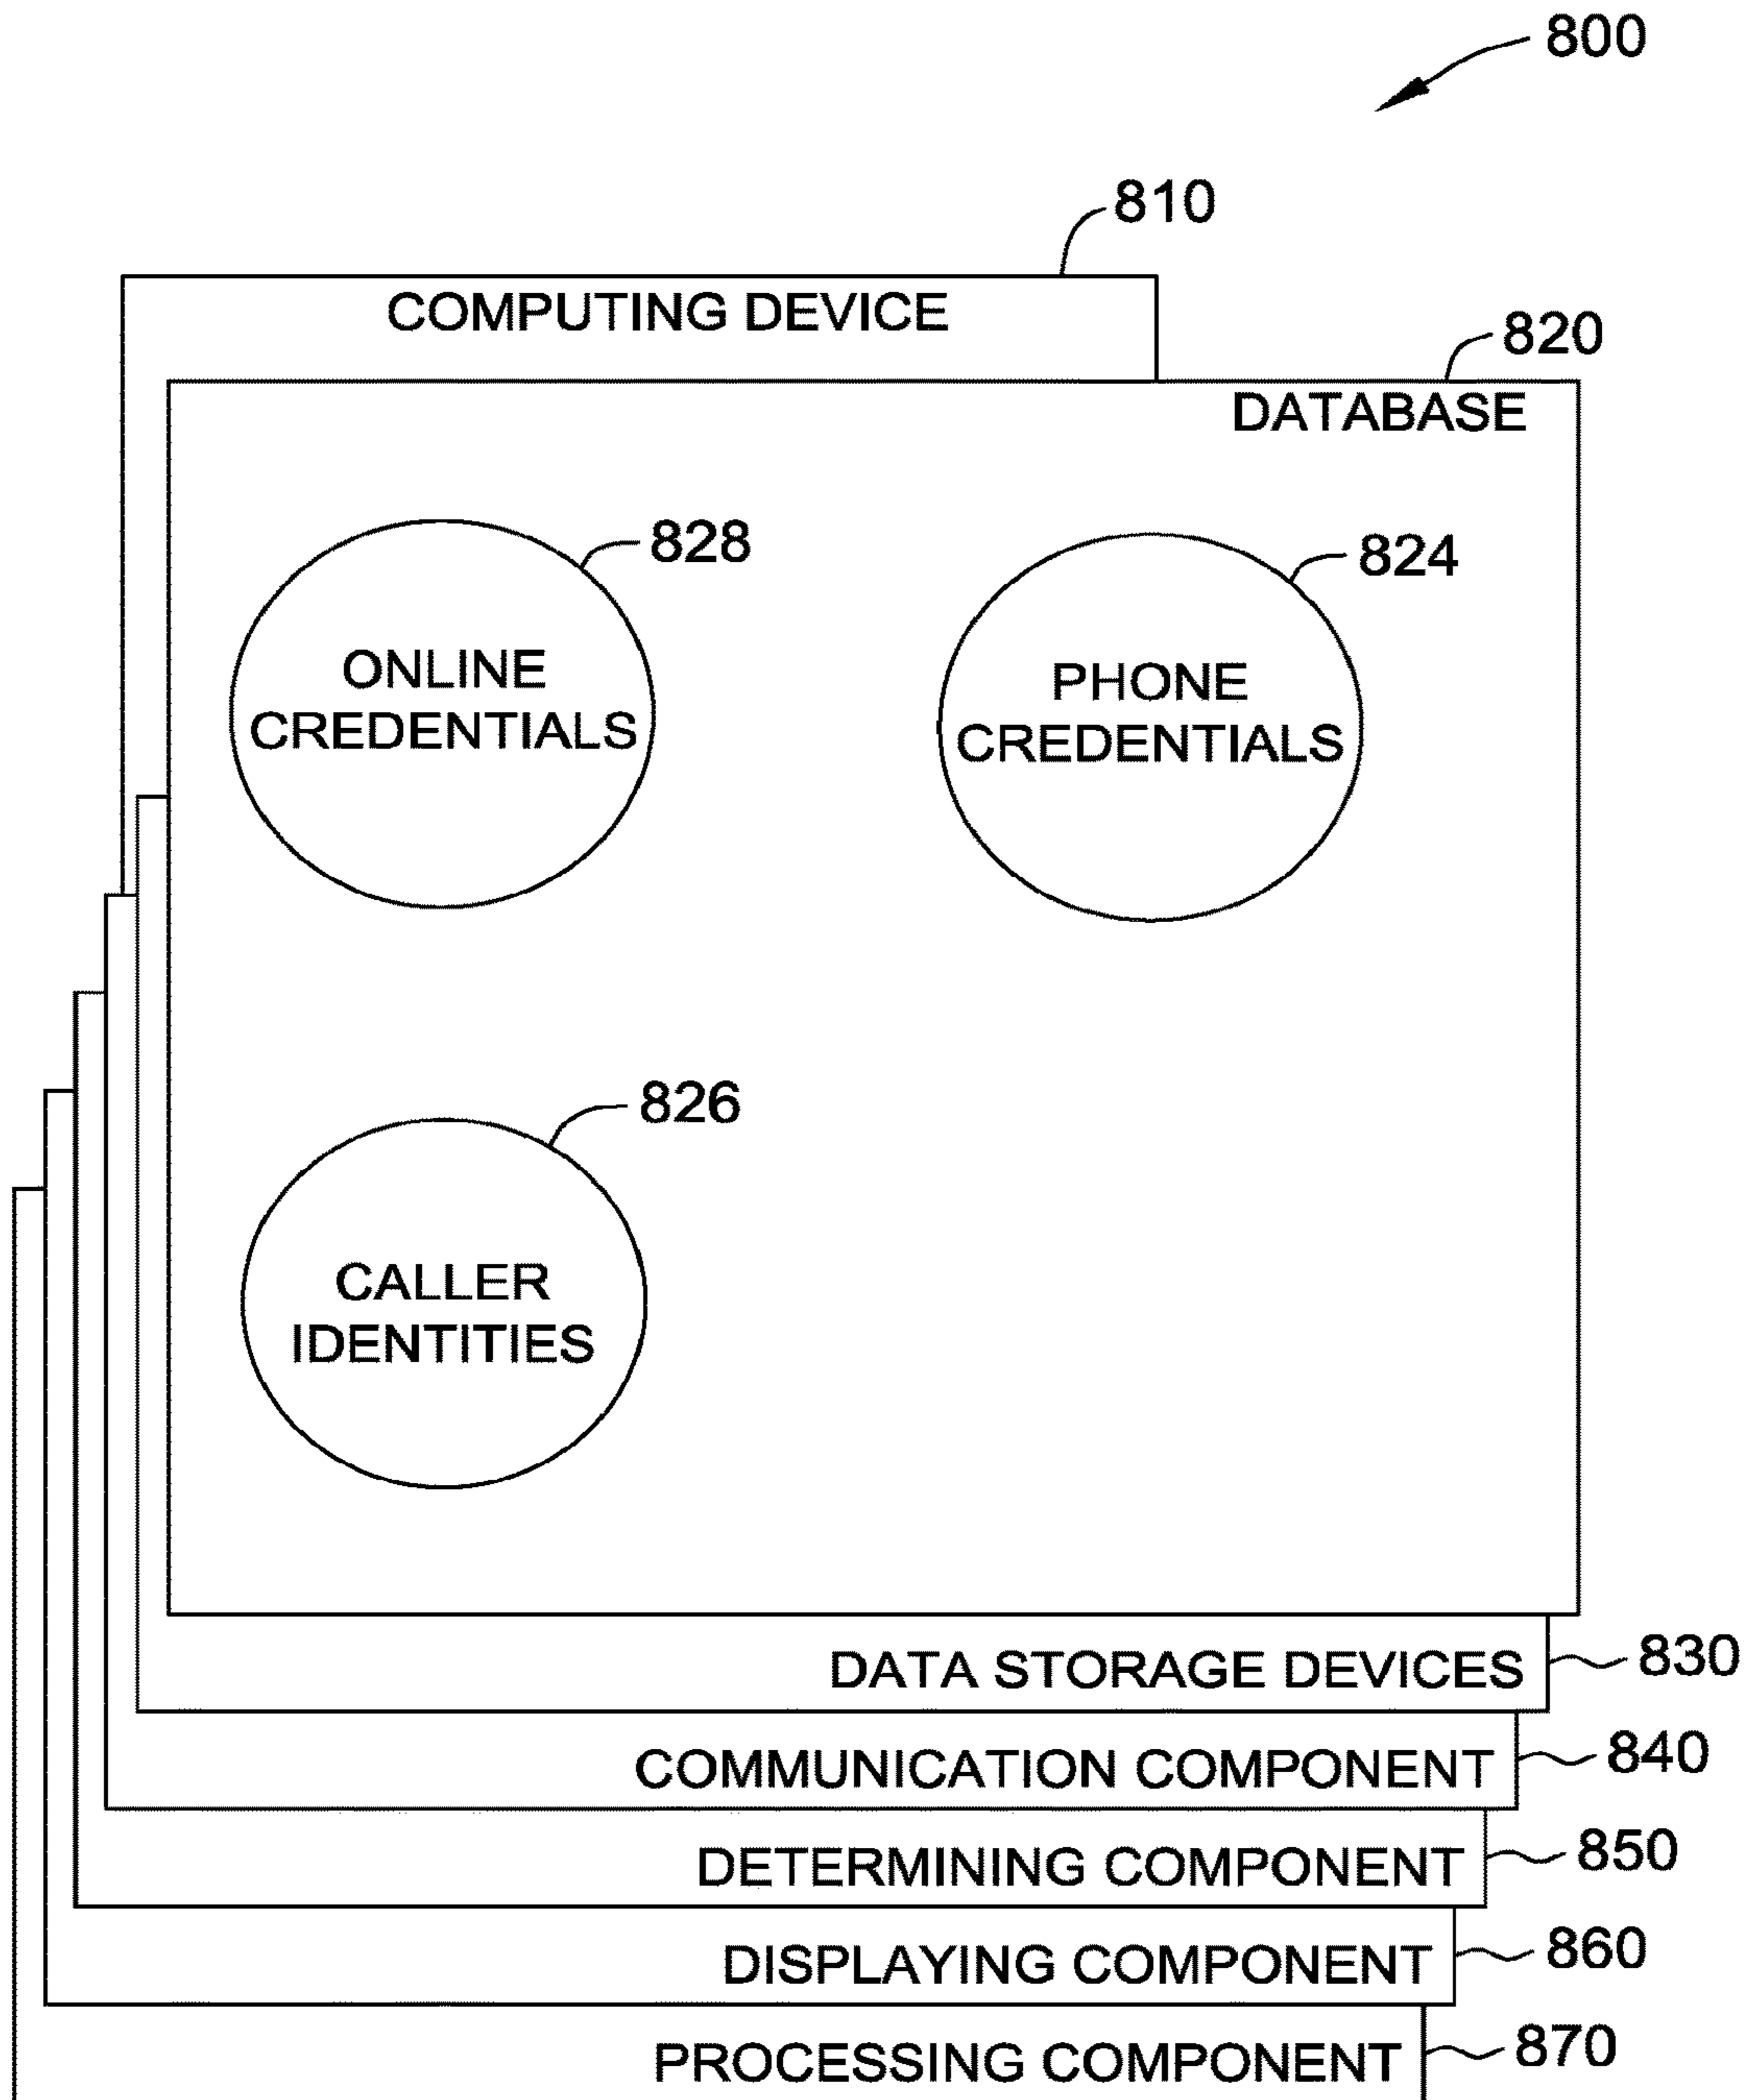 800
810
COMPUTING DEVICE
820
DATABASE
828
824
ONLINE
CREDENTIALS
PHONE
CREDENTIALS
826
CALLER
IDENTITIES
DATA STORAGE DEVICES
830
COMMUNICATION COMPONENT
840
DETERMINING COMPONENT
850
DISPLAYING COMPONENT
860
PROCESSING COMPONENT
870